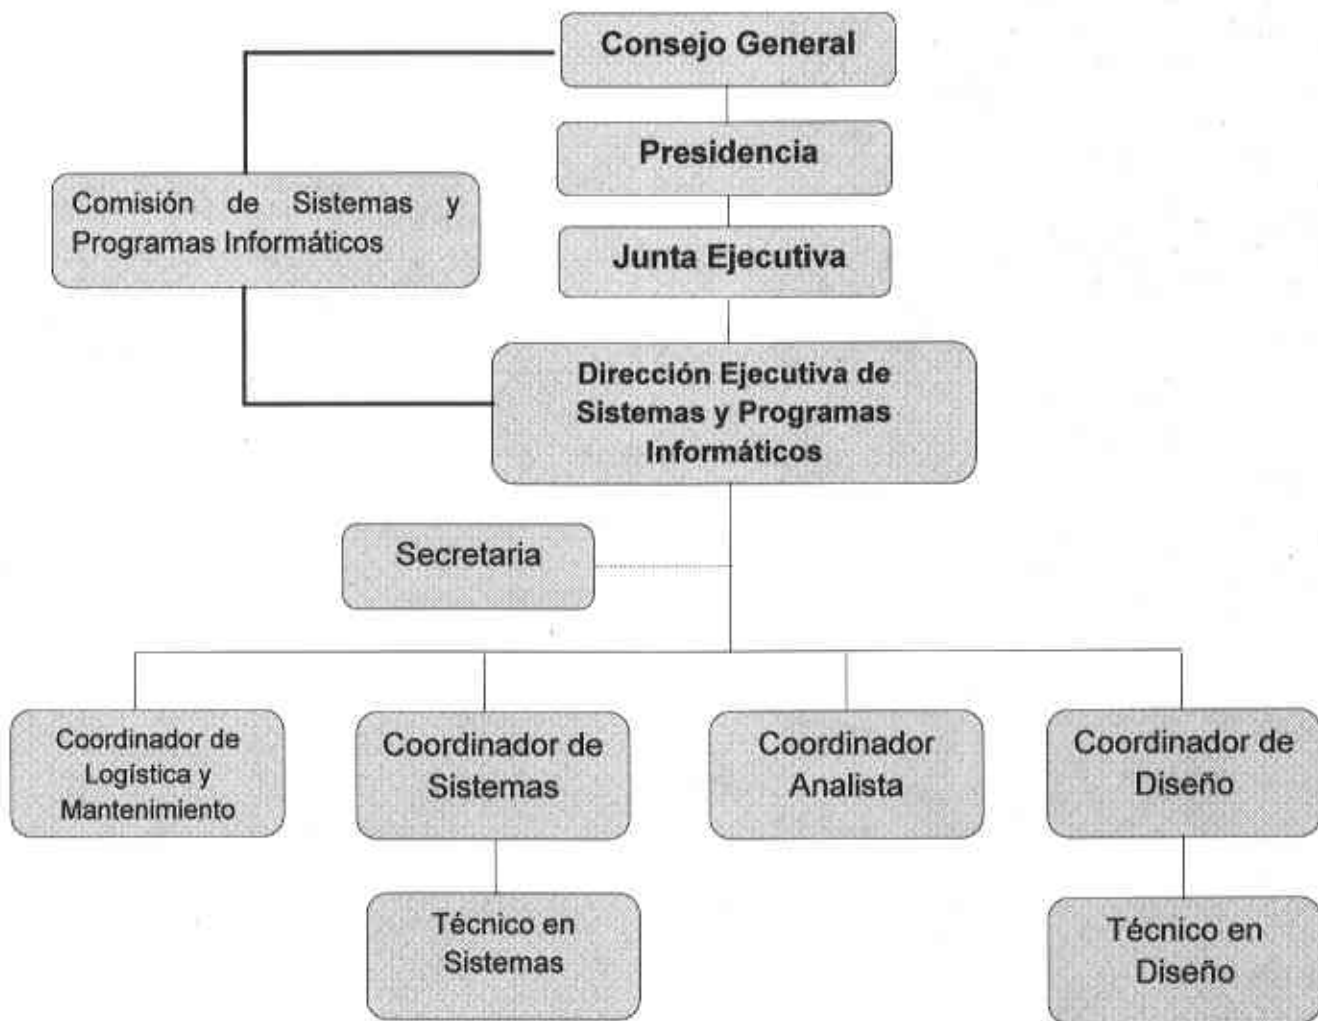 Consejo General
Presidencia
Comisión de Sistemas y
Programas Informáticos
Junta Ejecutiva
Dirección Ejecutiva de
Sistemas y Programas
Informáticos
Secretaria
Coordinador de
Logística y
Mantenimiento
Coordinador de
Sistemas
Coordinador
Analista
Coordinador de
Diseño
Técnico en
Sistemas
Técnico en
Diseño